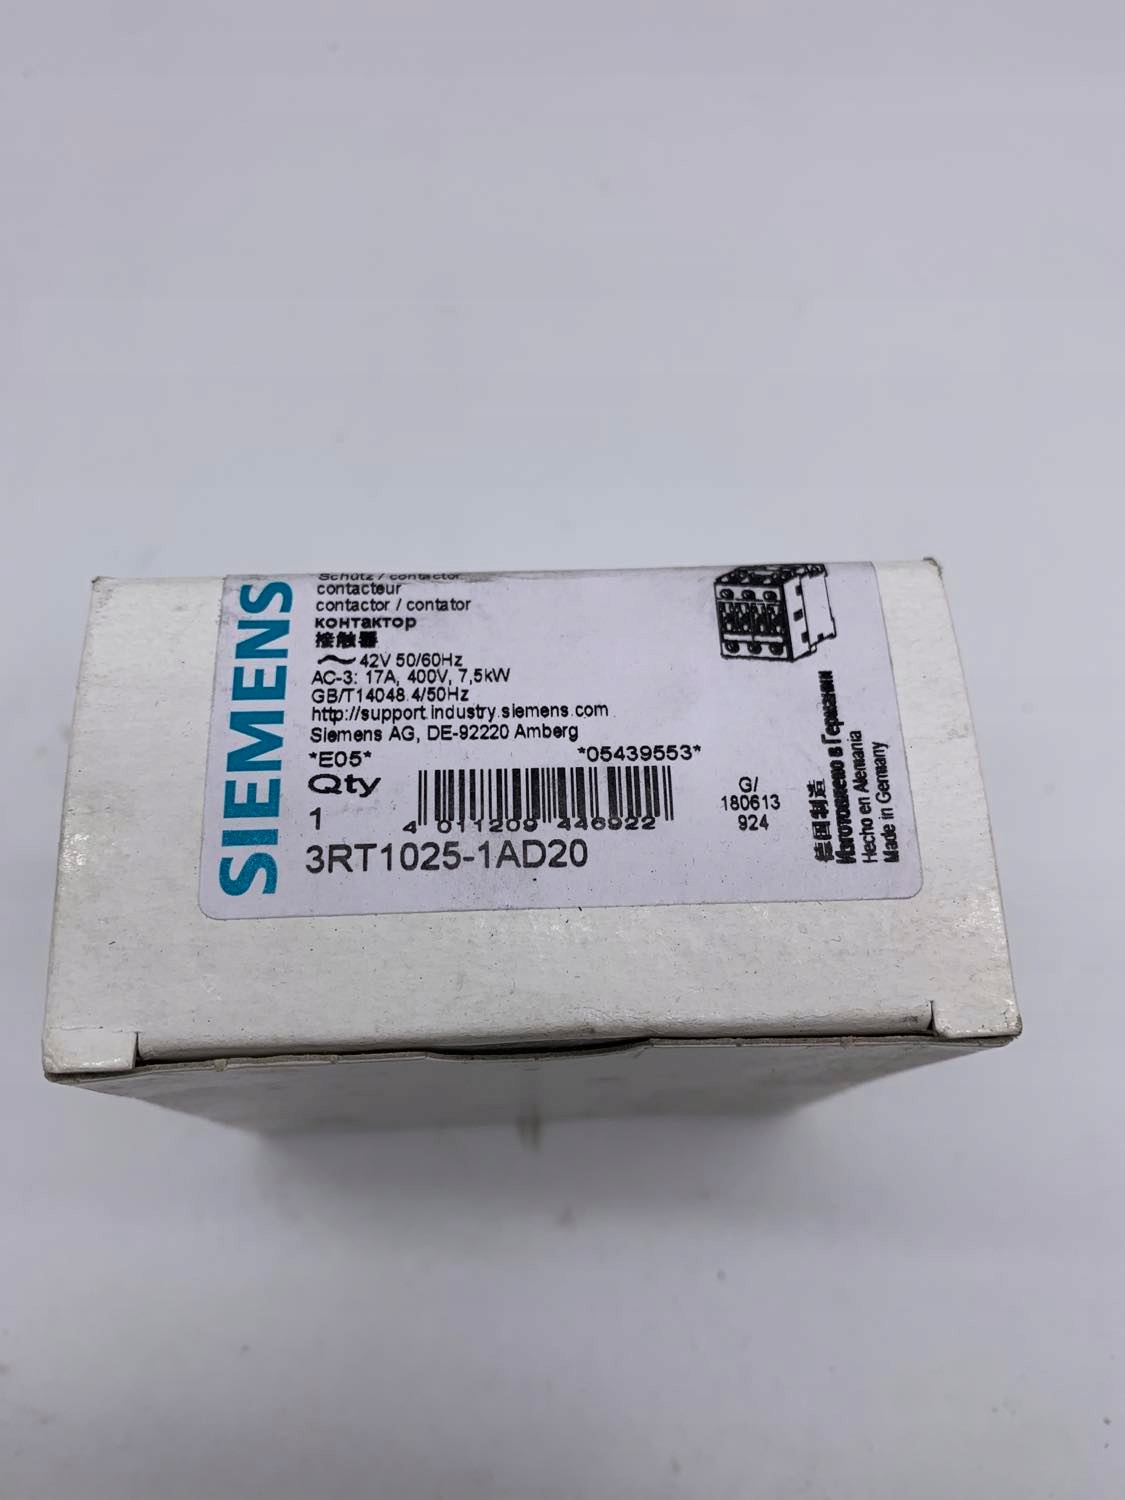 SIEMENS
Schütz / contactor
contacteur
contactor / contator
контактор
接触器
~ 42V 50/60Hz
AC-3: 17A, 400V, 7,5kW
GB/T14048.4/50Hz
http://support.industry.siemens.com
Siemens AG, DE-92220 Amberg
*E05* *05439553*
Qty
1
4 011209 446922
3RT1025-1AD20
G/
180613
924
德国制造
Изготовлено в Германии
Hecho en Alemania
Made in Germany